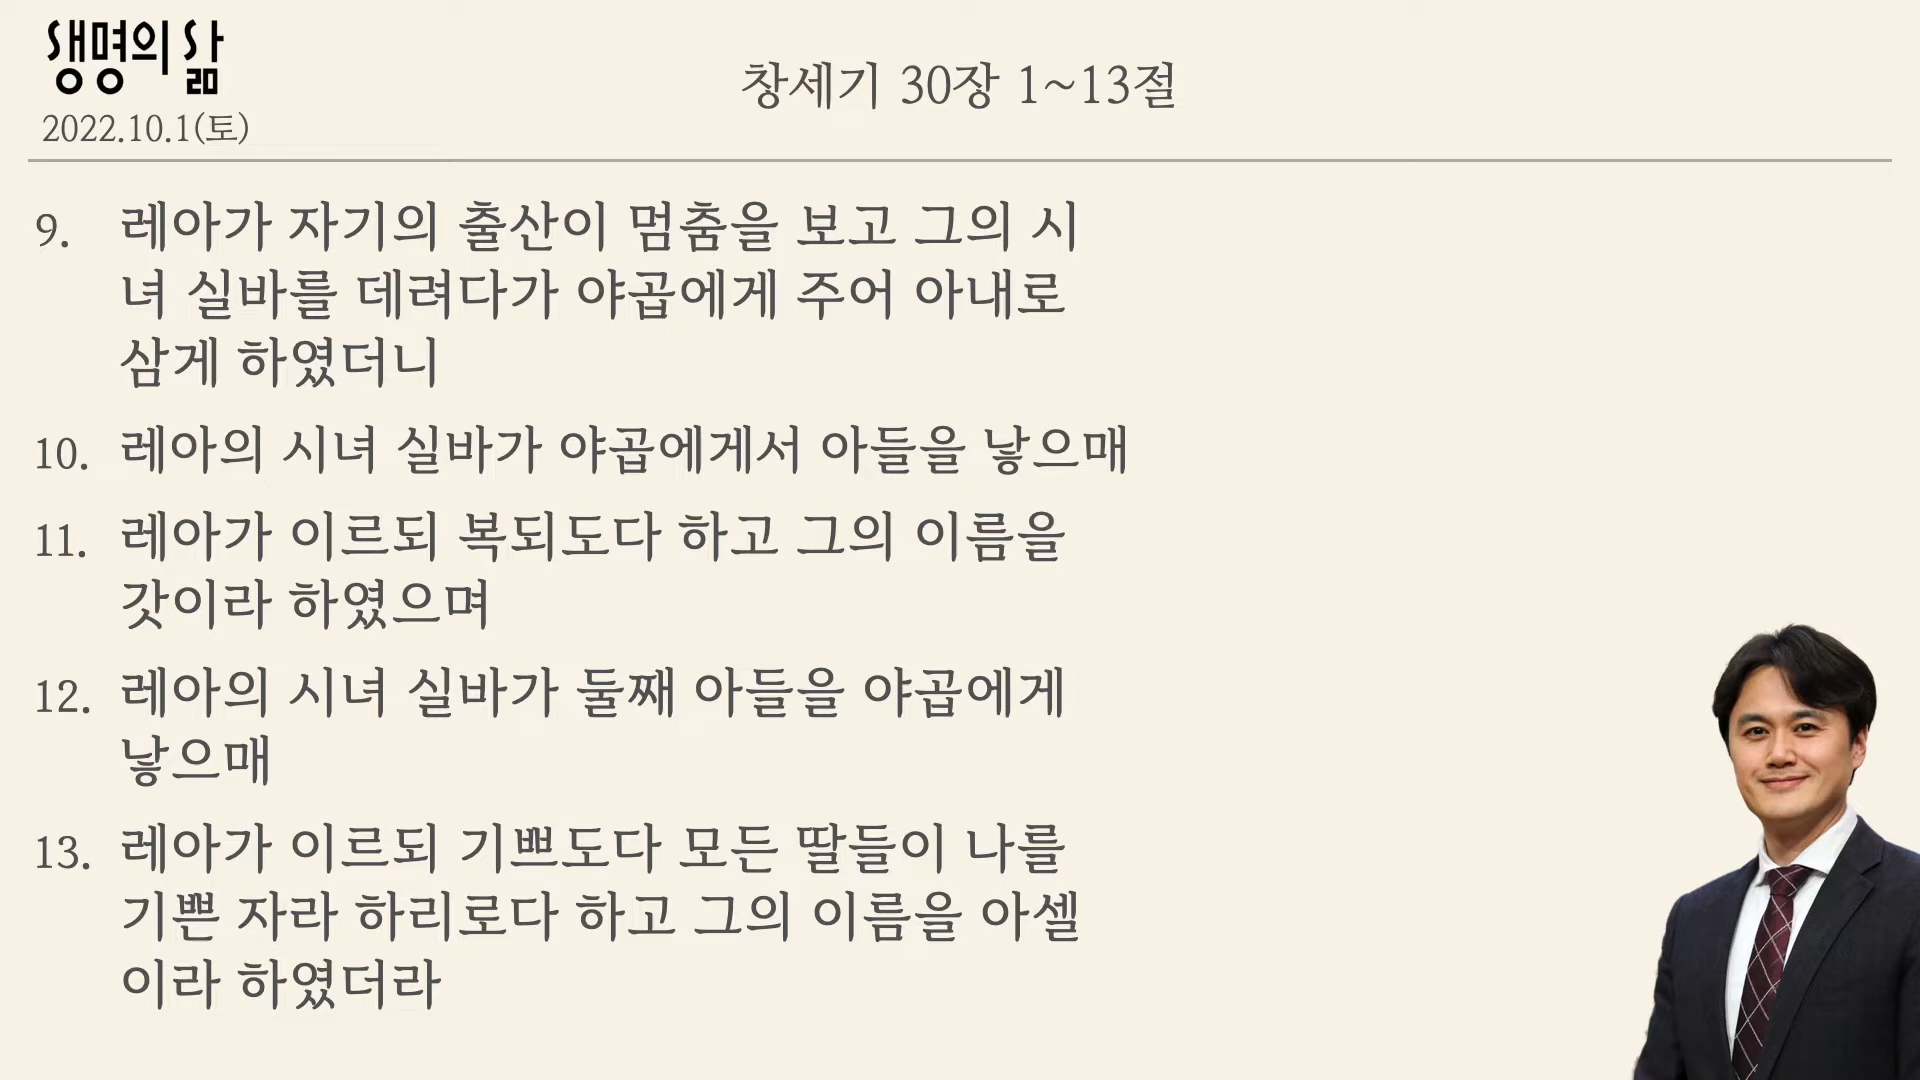 생명의 삶
창세기 30장 1~13절
2022.10.1(토)
9. 레아가 자기의 출산이 멈춤을 보고 그의 시
녀 실바를 데려다가 야곱에게 주어 아내로
삼게 하였더니
10. 레아의 시녀 실바가 야곱에게서 아들을 낳으매
11. 레아가 이르되 복되도다 하고 그의 이름을
갓이라 하였으며
12. 레아의 시녀 실바가 둘째 아들을 야곱에게
낳으매
13. 레아가 이르되 기쁘도다 모든 딸들이 나를
기쁜 자라 하리로다 하고 그의 이름을 아셀
이라 하였더라